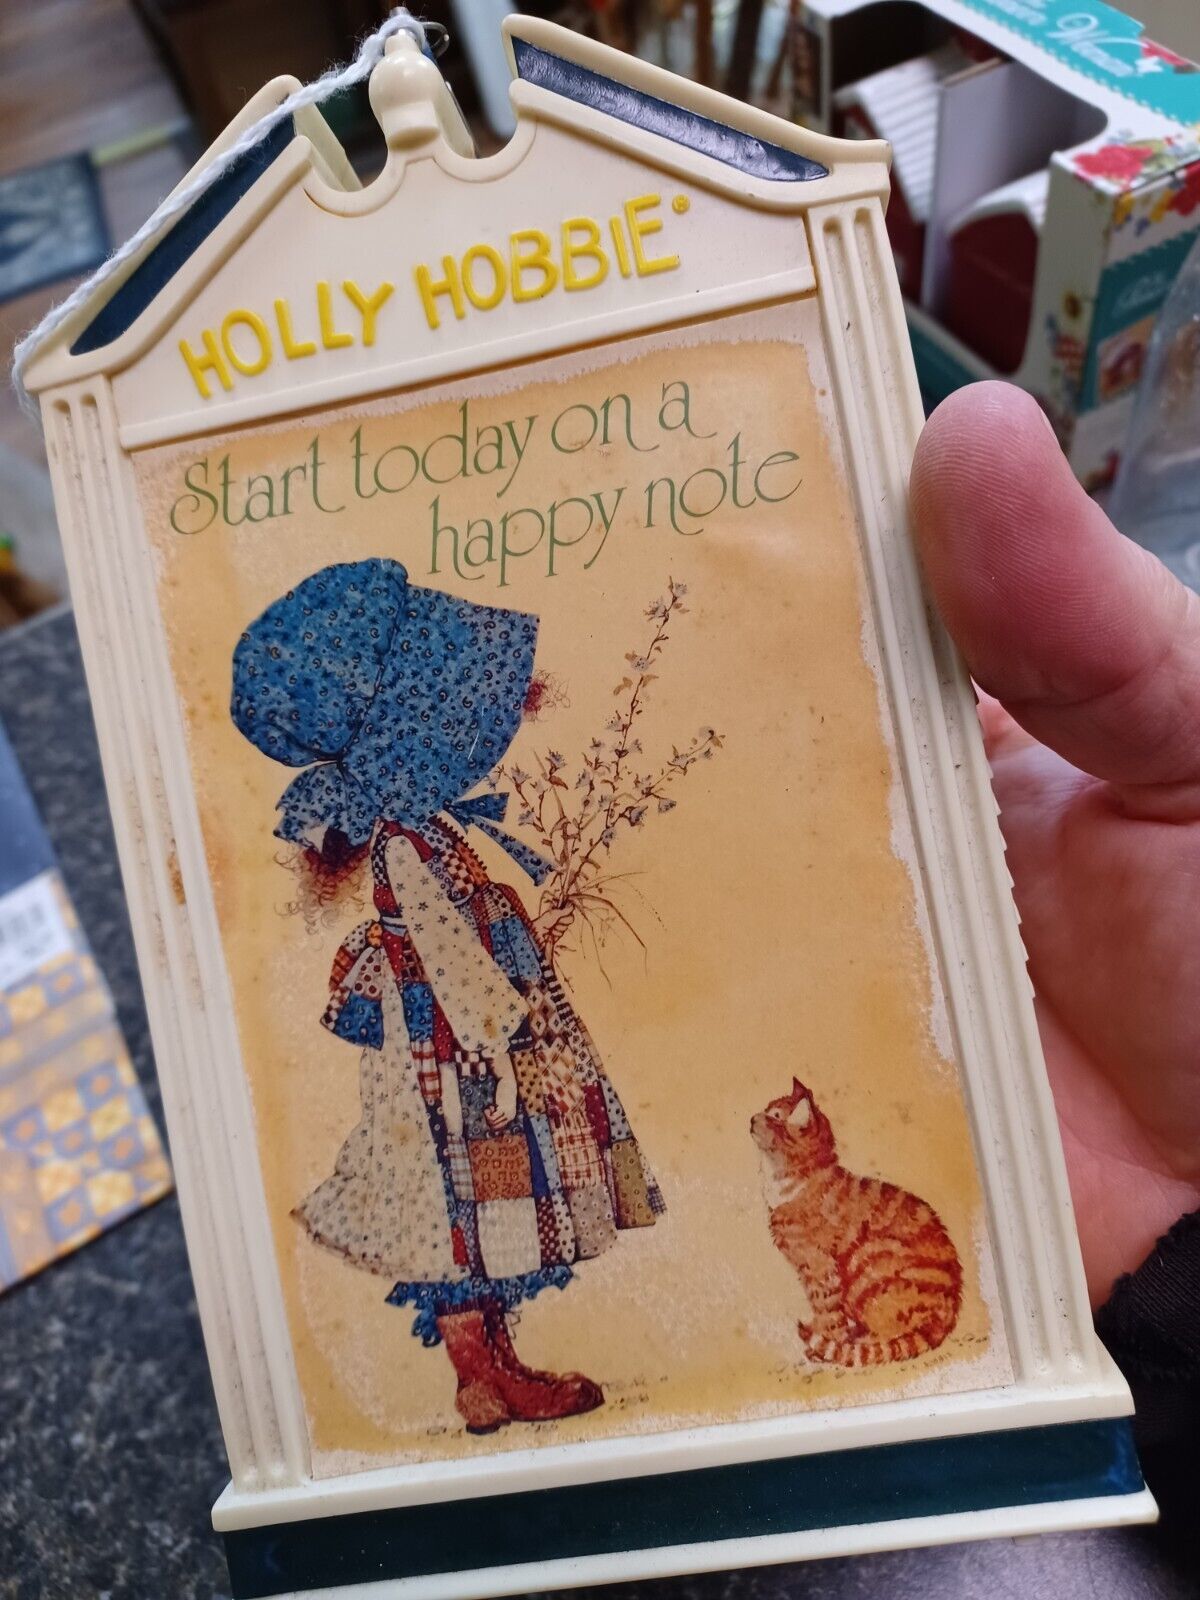 HOLLY HOBBIE®
Start today on a
happy note